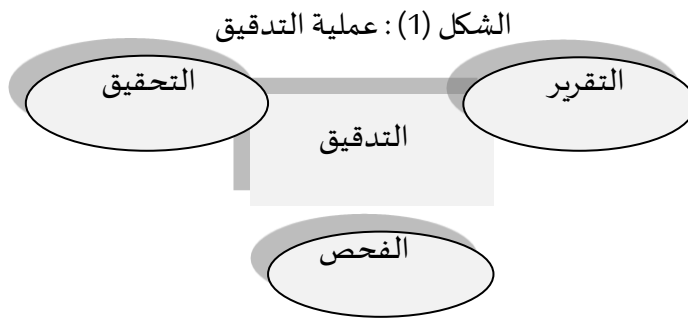 الشكل (1) : عملية التدقيق
التقرير
التحقيق
التدقيق
الفحص